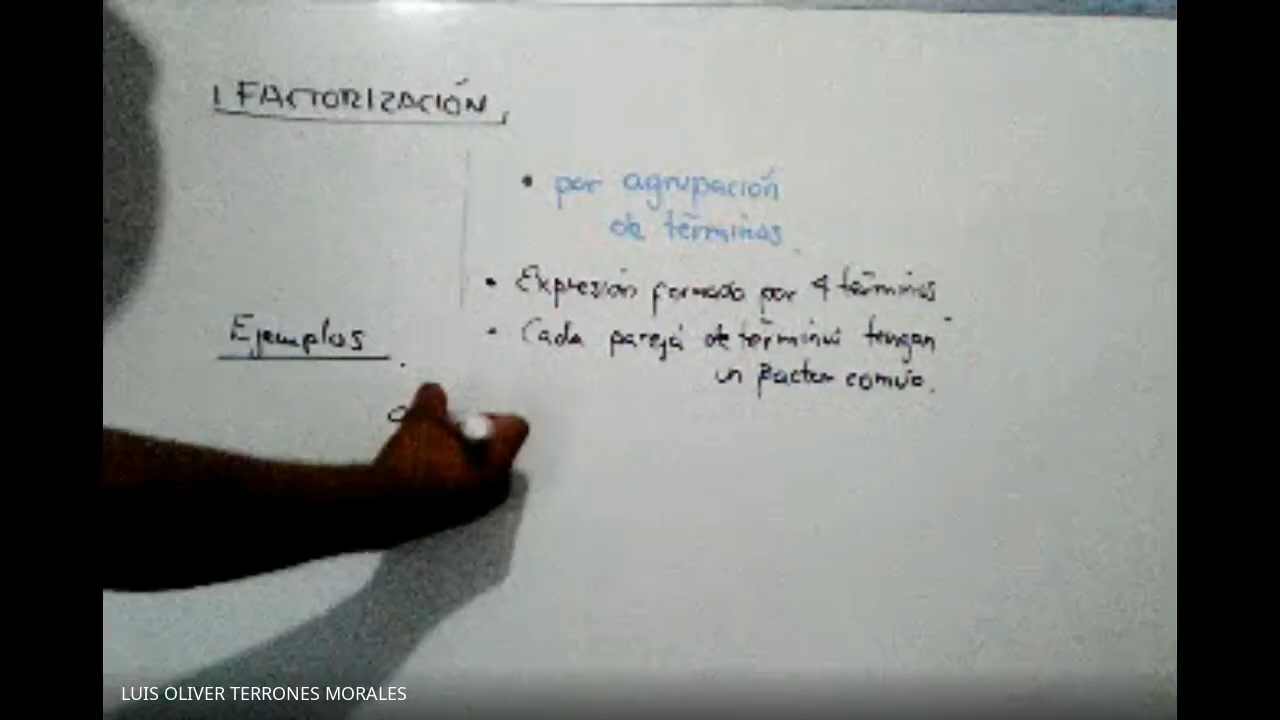 1 FACTORIZACIÓN
• por agrupación
de términos
• Expresión formado por 4 términos
Ejemplos
• Cada pareja de términos tengan
un factor común.
LUIS OLIVER TERRONES MORALES